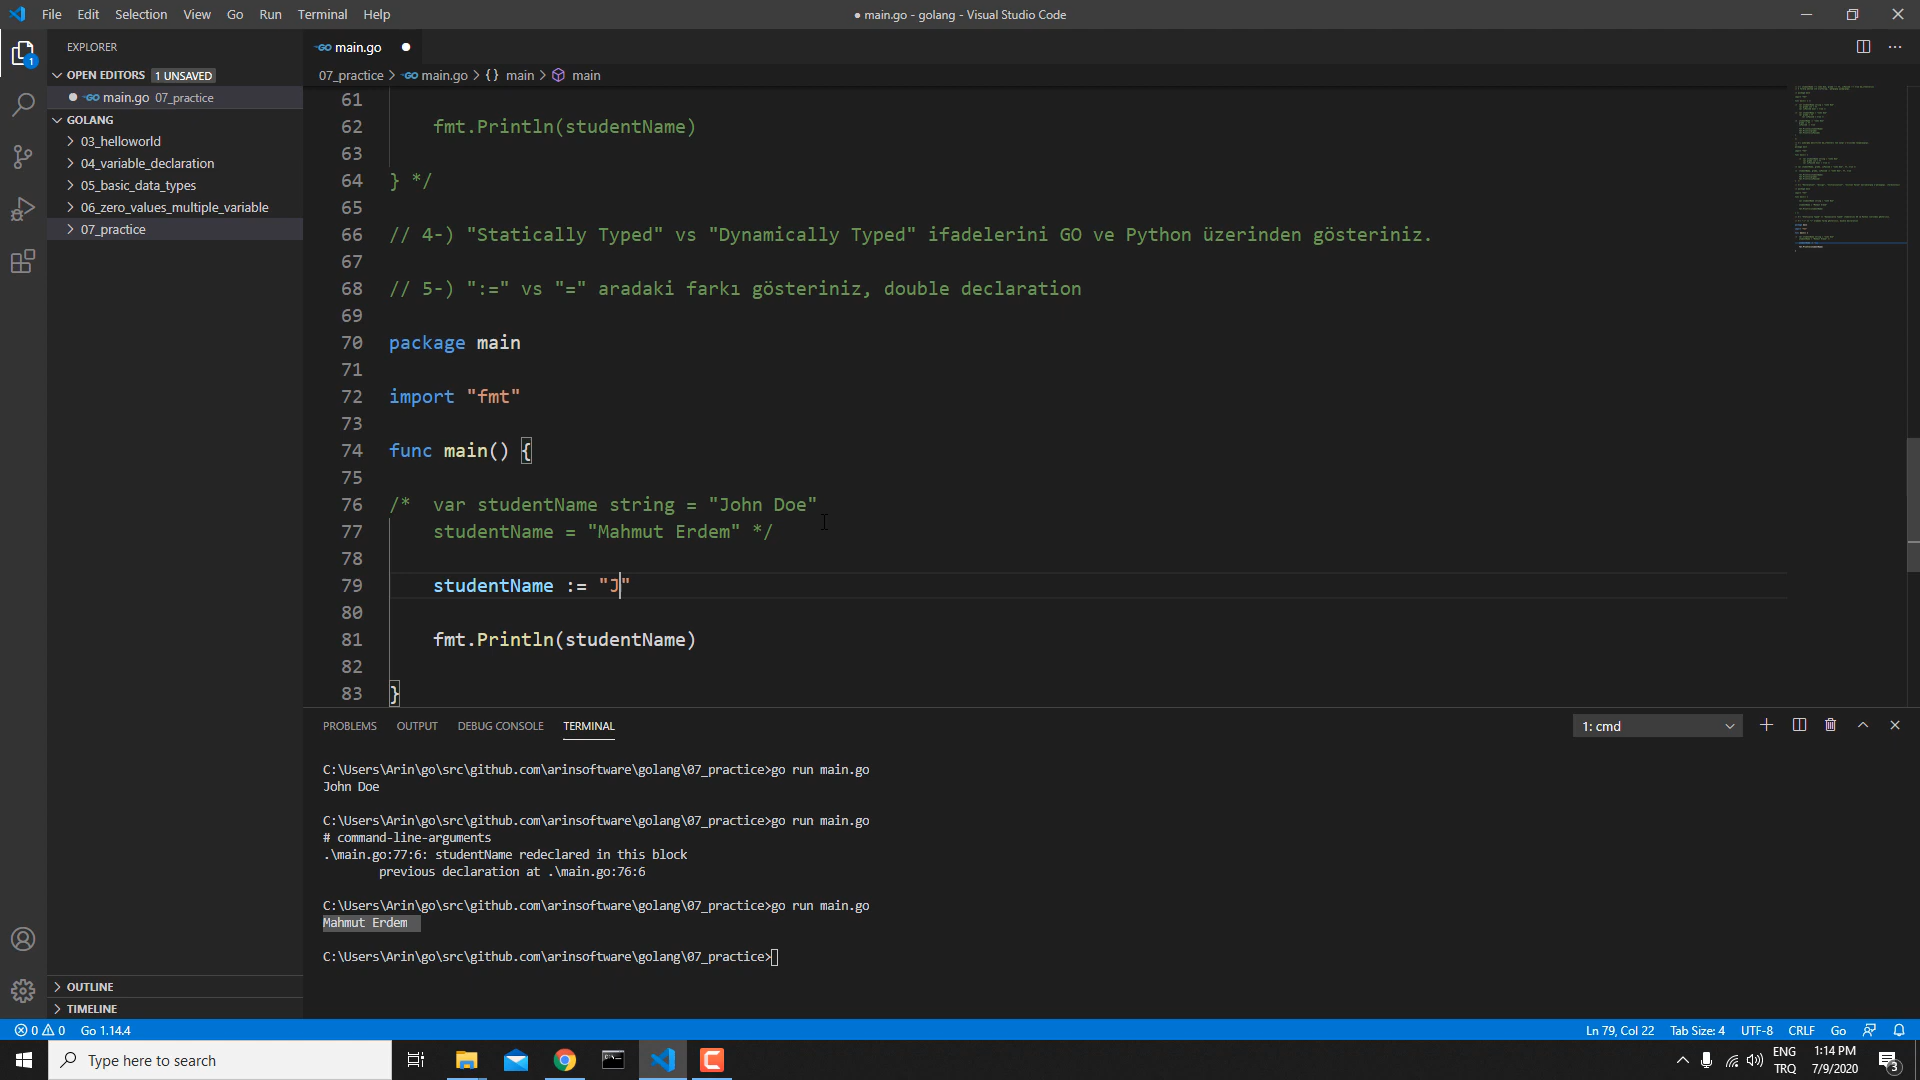 File Edit Selection View Go Run Terminal Help
● main.go - golang - Visual Studio Code
EXPLORER
OPEN EDITORS 1 UNSAVED
main.go 07_practice
GOLANG
03_helloworld
04_variable_declaration
05_basic_data_types
06_zero_values_multiple_variable
07_practice
OUTLINE
TIMELINE
main.go
07_practice > main.go > {} main > main
61
62 fmt.Println(studentName)
63
64 } */
65
66 // 4-) "Statically Typed" vs "Dynamically Typed" ifadelerini GO ve Python üzerinden gösteriniz.
67
68 // 5-) ":=" vs "=" aradaki farkı gösteriniz, double declaration
69
70 package main
71
72 import "fmt"
73
74 func main() {
75
76 /* var studentName string = "John Doe"
77 studentName = "Mahmut Erdem" */
78
79 studentName := "J"
80
81 fmt.Println(studentName)
82
83 }
PROBLEMS OUTPUT DEBUG CONSOLE TERMINAL
1: cmd
C:\Users\Arin\go\src\github.com\arinsoftware\golang\07_practice>go run main.go
John Doe
C:\Users\Arin\go\src\github.com\arinsoftware\golang\07_practice>go run main.go
# command-line-arguments
.\main.go:77:6: studentName redeclared in this block
previous declaration at .\main.go:76:6
C:\Users\Arin\go\src\github.com\arinsoftware\golang\07_practice>go run main.go
Mahmut Erdem
C:\Users\Arin\go\src\github.com\arinsoftware\golang\07_practice>
0 0 Go 1.14.4
Ln 79, Col 22 Tab Size: 4 UTF-8 CRLF Go
Type here to search
ENG
TRQ
1:14 PM
7/9/2020
3